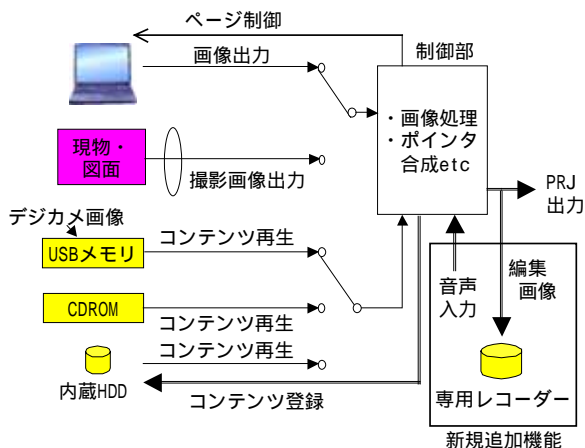 ページ制御
画像出力
制御部
・画像処理
・ポインタ
合成etc
現物・
図面
撮影画像出力
PRJ
出力
デジカメ画像
USBメモリ
コンテンツ再生
CDROM
コンテンツ再生
コンテンツ再生
内蔵HDD
コンテンツ登録
音声
入力
編集
画像
専用レコーダー
新規追加機能